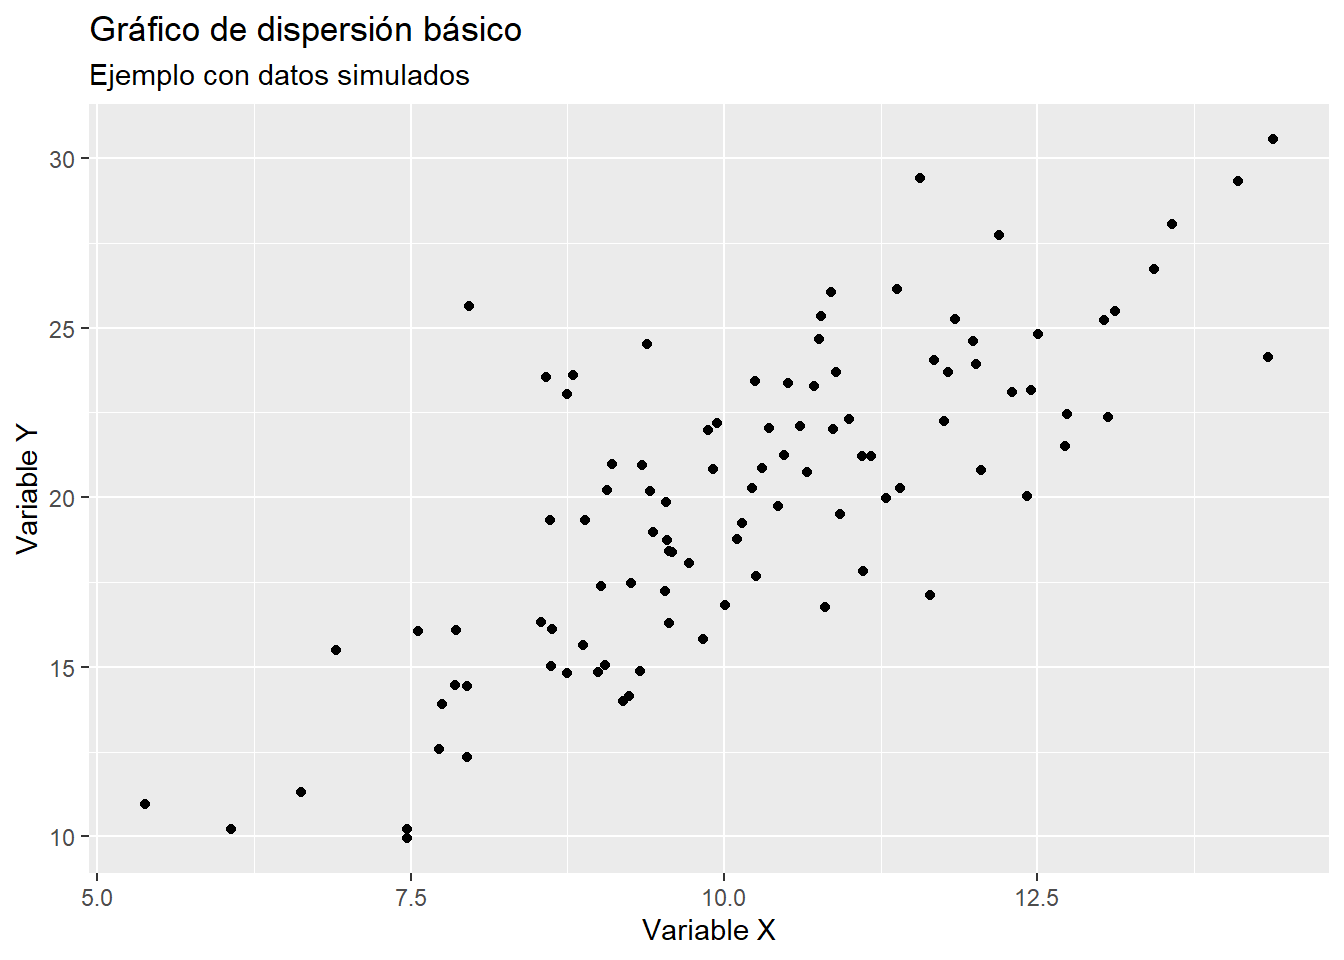 Gráfico de dispersión básico
Ejemplo con datos simulados
30
25
20
15
10
Variable Y
5.0 7.5 10.0 12.5
Variable X